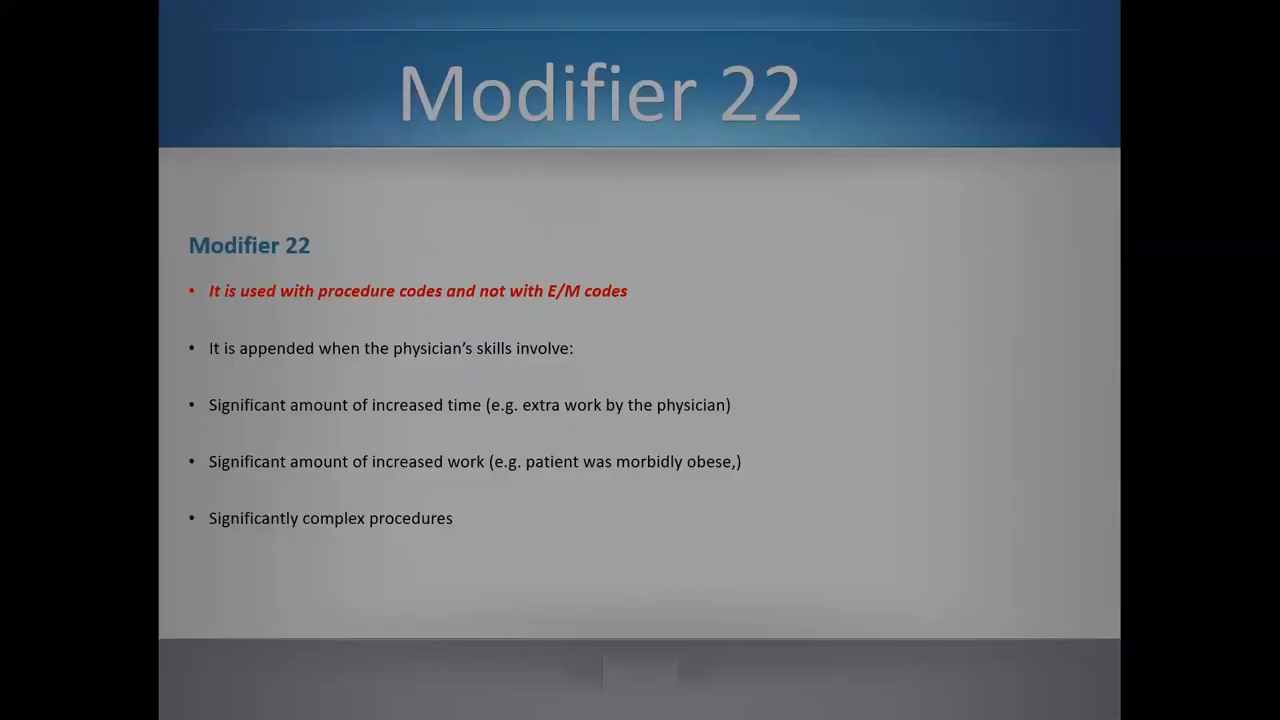 Modifier 22
Modifier 22
• It is used with procedure codes and not with E/M codes
• It is appended when the physician’s skills involve:
• Significant amount of increased time (e.g. extra work by the physician)
• Significant amount of increased work (e.g. patient was morbidly obese,)
• Significantly complex procedures